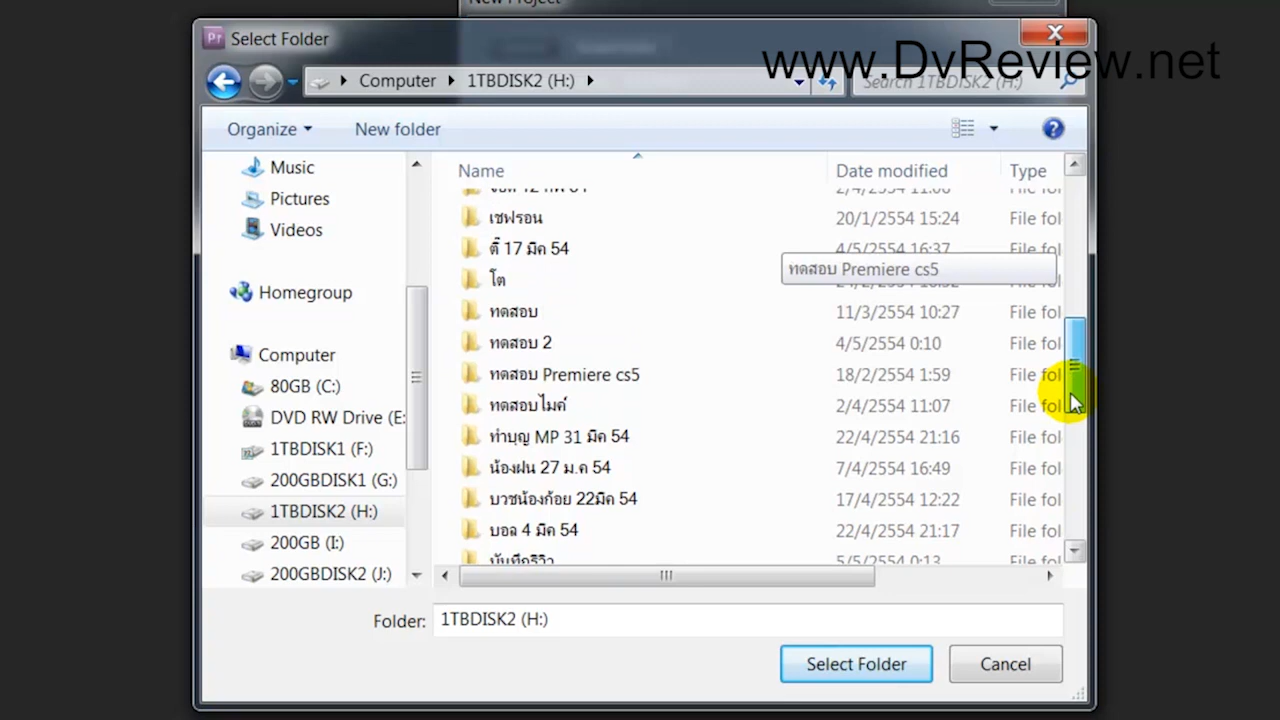 New Project
Select Folder
www.DvReview.net
Computer 1TBDISK2 (H:)
Search 1TBDISK2 (H:)
Organize New folder
Music
Pictures
Videos
Homegroup
Computer
80GB (C:)
DVD RW Drive (E:
1TBDISK1 (F:)
200GBDISK1 (G:)
1TBDISK2 (H:)
200GB (I:)
200GBDISK2 (J:)
Name Date modified Type
เชฟรอน 20/1/2554 15:24 File fol
ตี๋ 17 มีค 54 4/5/2554 16:37 File fol
โต
ทดสอบ Premiere cs5
ทดสอบ 11/3/2554 10:27 File fol
ทดสอบ 2 4/5/2554 0:10 File fol
ทดสอบ Premiere cs5 18/2/2554 1:59 File fol
ทดสอบไมค์ 2/4/2554 11:07 File fol
ทำบุญ MP 31 มีค 54 22/4/2554 21:16 File fol
น้องฝน 27 ม.ค 54 7/4/2554 16:49 File fol
บวชน้องก้อย 22มีค 54 17/4/2554 12:22 File fol
บอล 4 มีค 54 22/4/2554 21:17 File fol
บันทึกรีวิว 5/5/2554 0:13 File fol
Folder: 1TBDISK2 (H:)
Select Folder Cancel